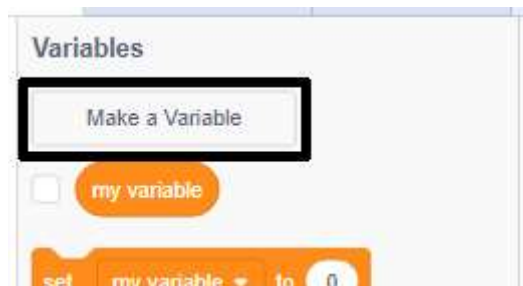 Variables
Make a Variable
my variable
set my variable to 0